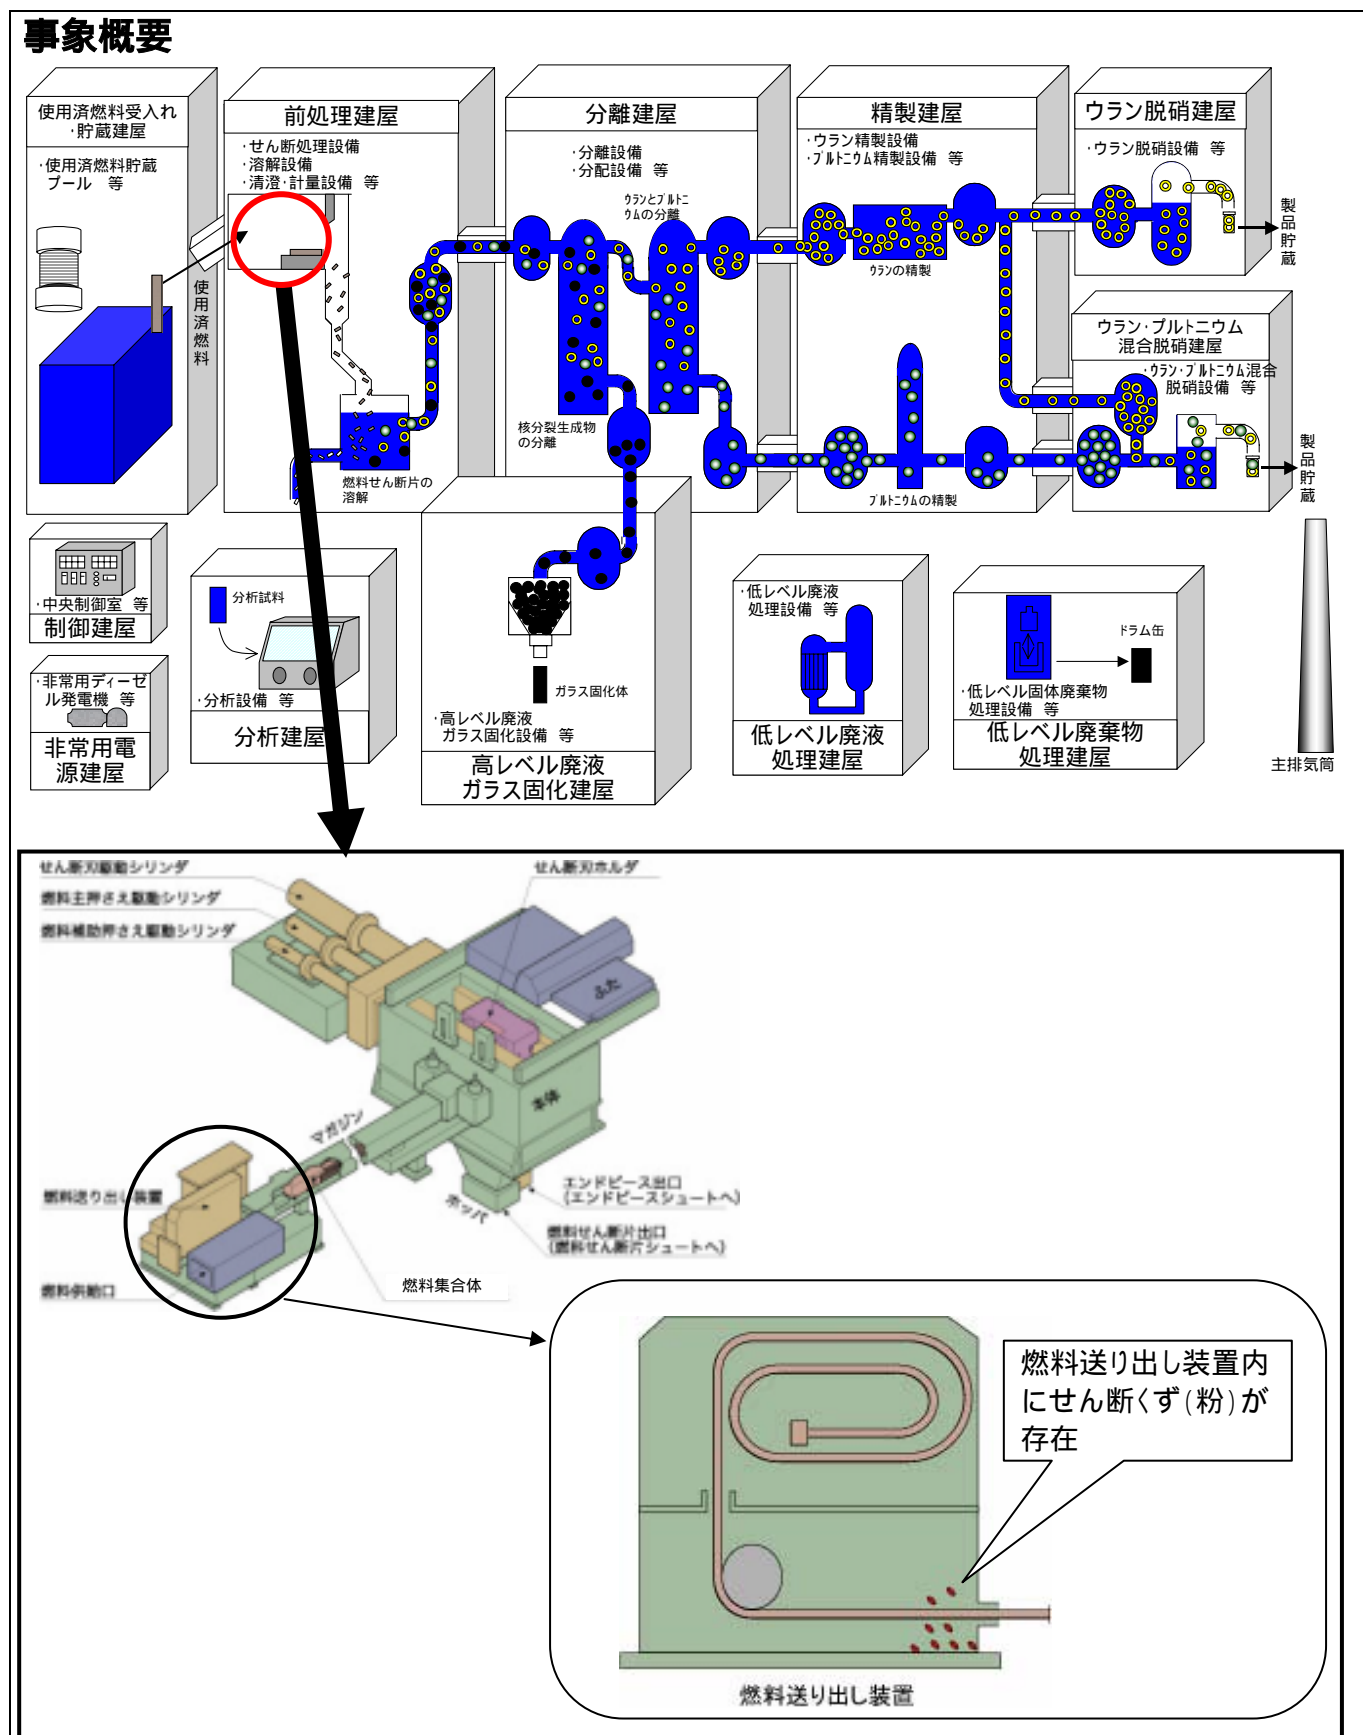 事象概要
使用済燃料受入れ
・貯蔵建屋
・使用済燃料貯蔵
プール 等
使用済燃料
前処理建屋
・せん断処理設備
・溶解設備
・清澄・計量設備 等
燃料せん断片の
溶解
分離建屋
・分離設備
・分配設備 等
ウランとプルトニ
ウムの分離
核分裂生成物
の分離
精製建屋
・ウラン精製設備
・プルトニウム精製設備 等
ウランの精製
プルトニウムの精製
ウラン脱硝建屋
・ウラン脱硝設備 等
製品貯蔵
ウラン・プルトニウム
混合脱硝建屋
・ウラン・プルトニウム混合
脱硝設備 等
製品貯蔵
・中央制御室 等
制御建屋
・非常用ディーゼ
ル発電機 等
非常用電
源建屋
分析試料
・分析設備 等
分析建屋
ガラス固化体
・高レベル廃液
ガラス固化設備 等
高レベル廃液
ガラス固化建屋
・低レベル廃液
処理設備 等
低レベル廃液
処理建屋
ドラム缶
・低レベル固体廃棄物
処理設備 等
低レベル廃棄物
処理建屋
主排気筒
せん断刃駆動シリンダ
燃料主押さえ駆動シリンダ
燃料補助押さえ駆動シリンダ
せん断刃ホルダ
ふた
本体
マガジン
燃料送り出し装置
ホッパ
エンドピース出口
(エンドピースシュートへ)
燃料せん断片出口
(燃料せん断片シュートへ)
燃料供給口
燃料集合体
燃料送り出し装置内
にせん断くず(粉)が
存在
燃料送り出し装置